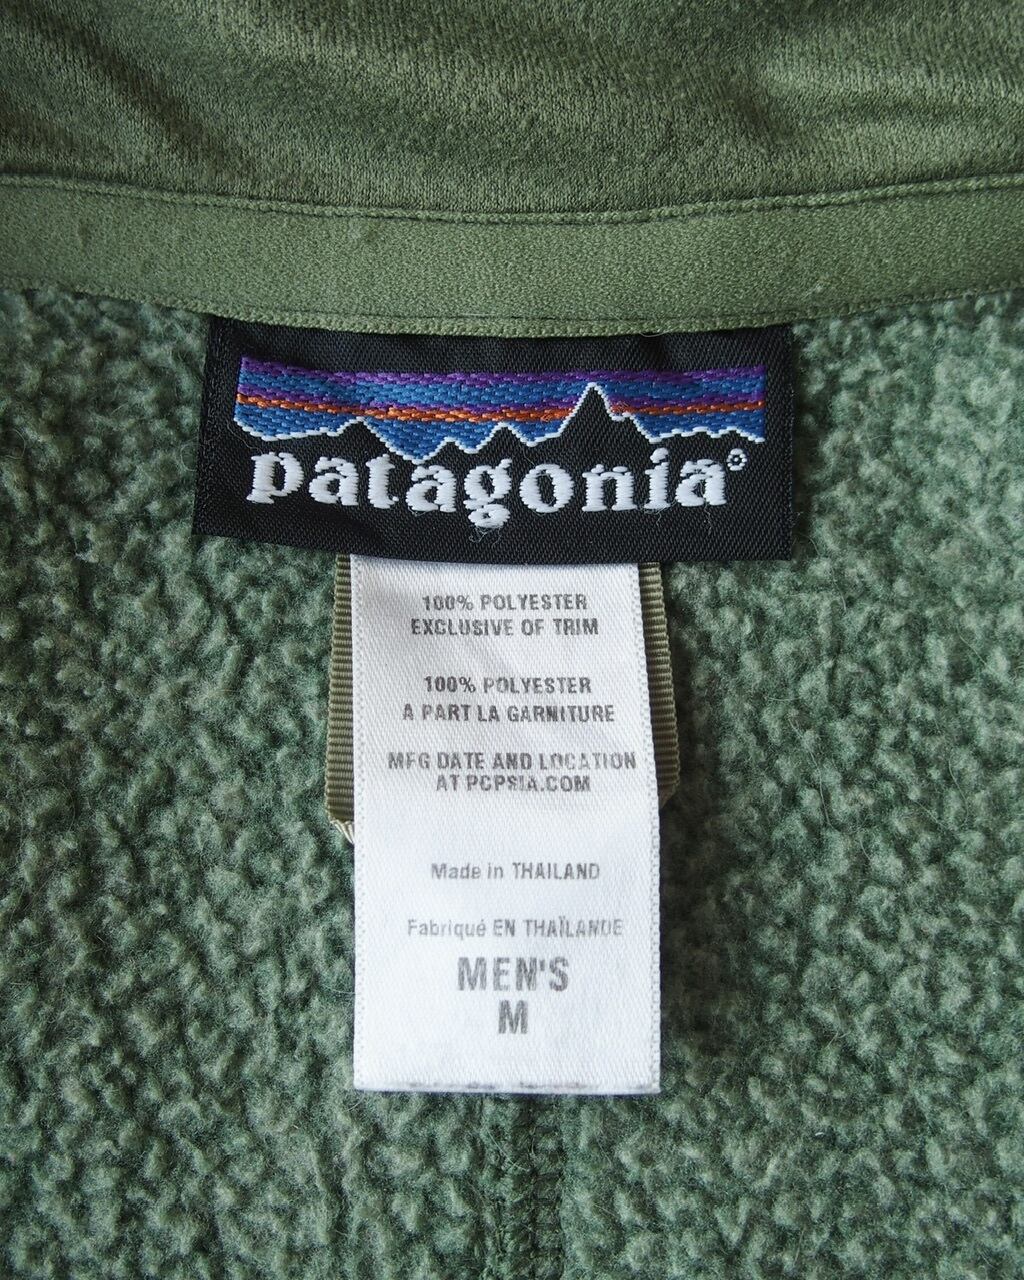 patagonia®
100% POLYESTER
EXCLUSIVE OF TRIM
100% POLYESTER
A PART LA GARNITURE
MFG DATE AND LOCATION
AT PCPSIA.COM
Made in THAILAND
Fabriqué EN THAÏLANDE
MEN'S
M